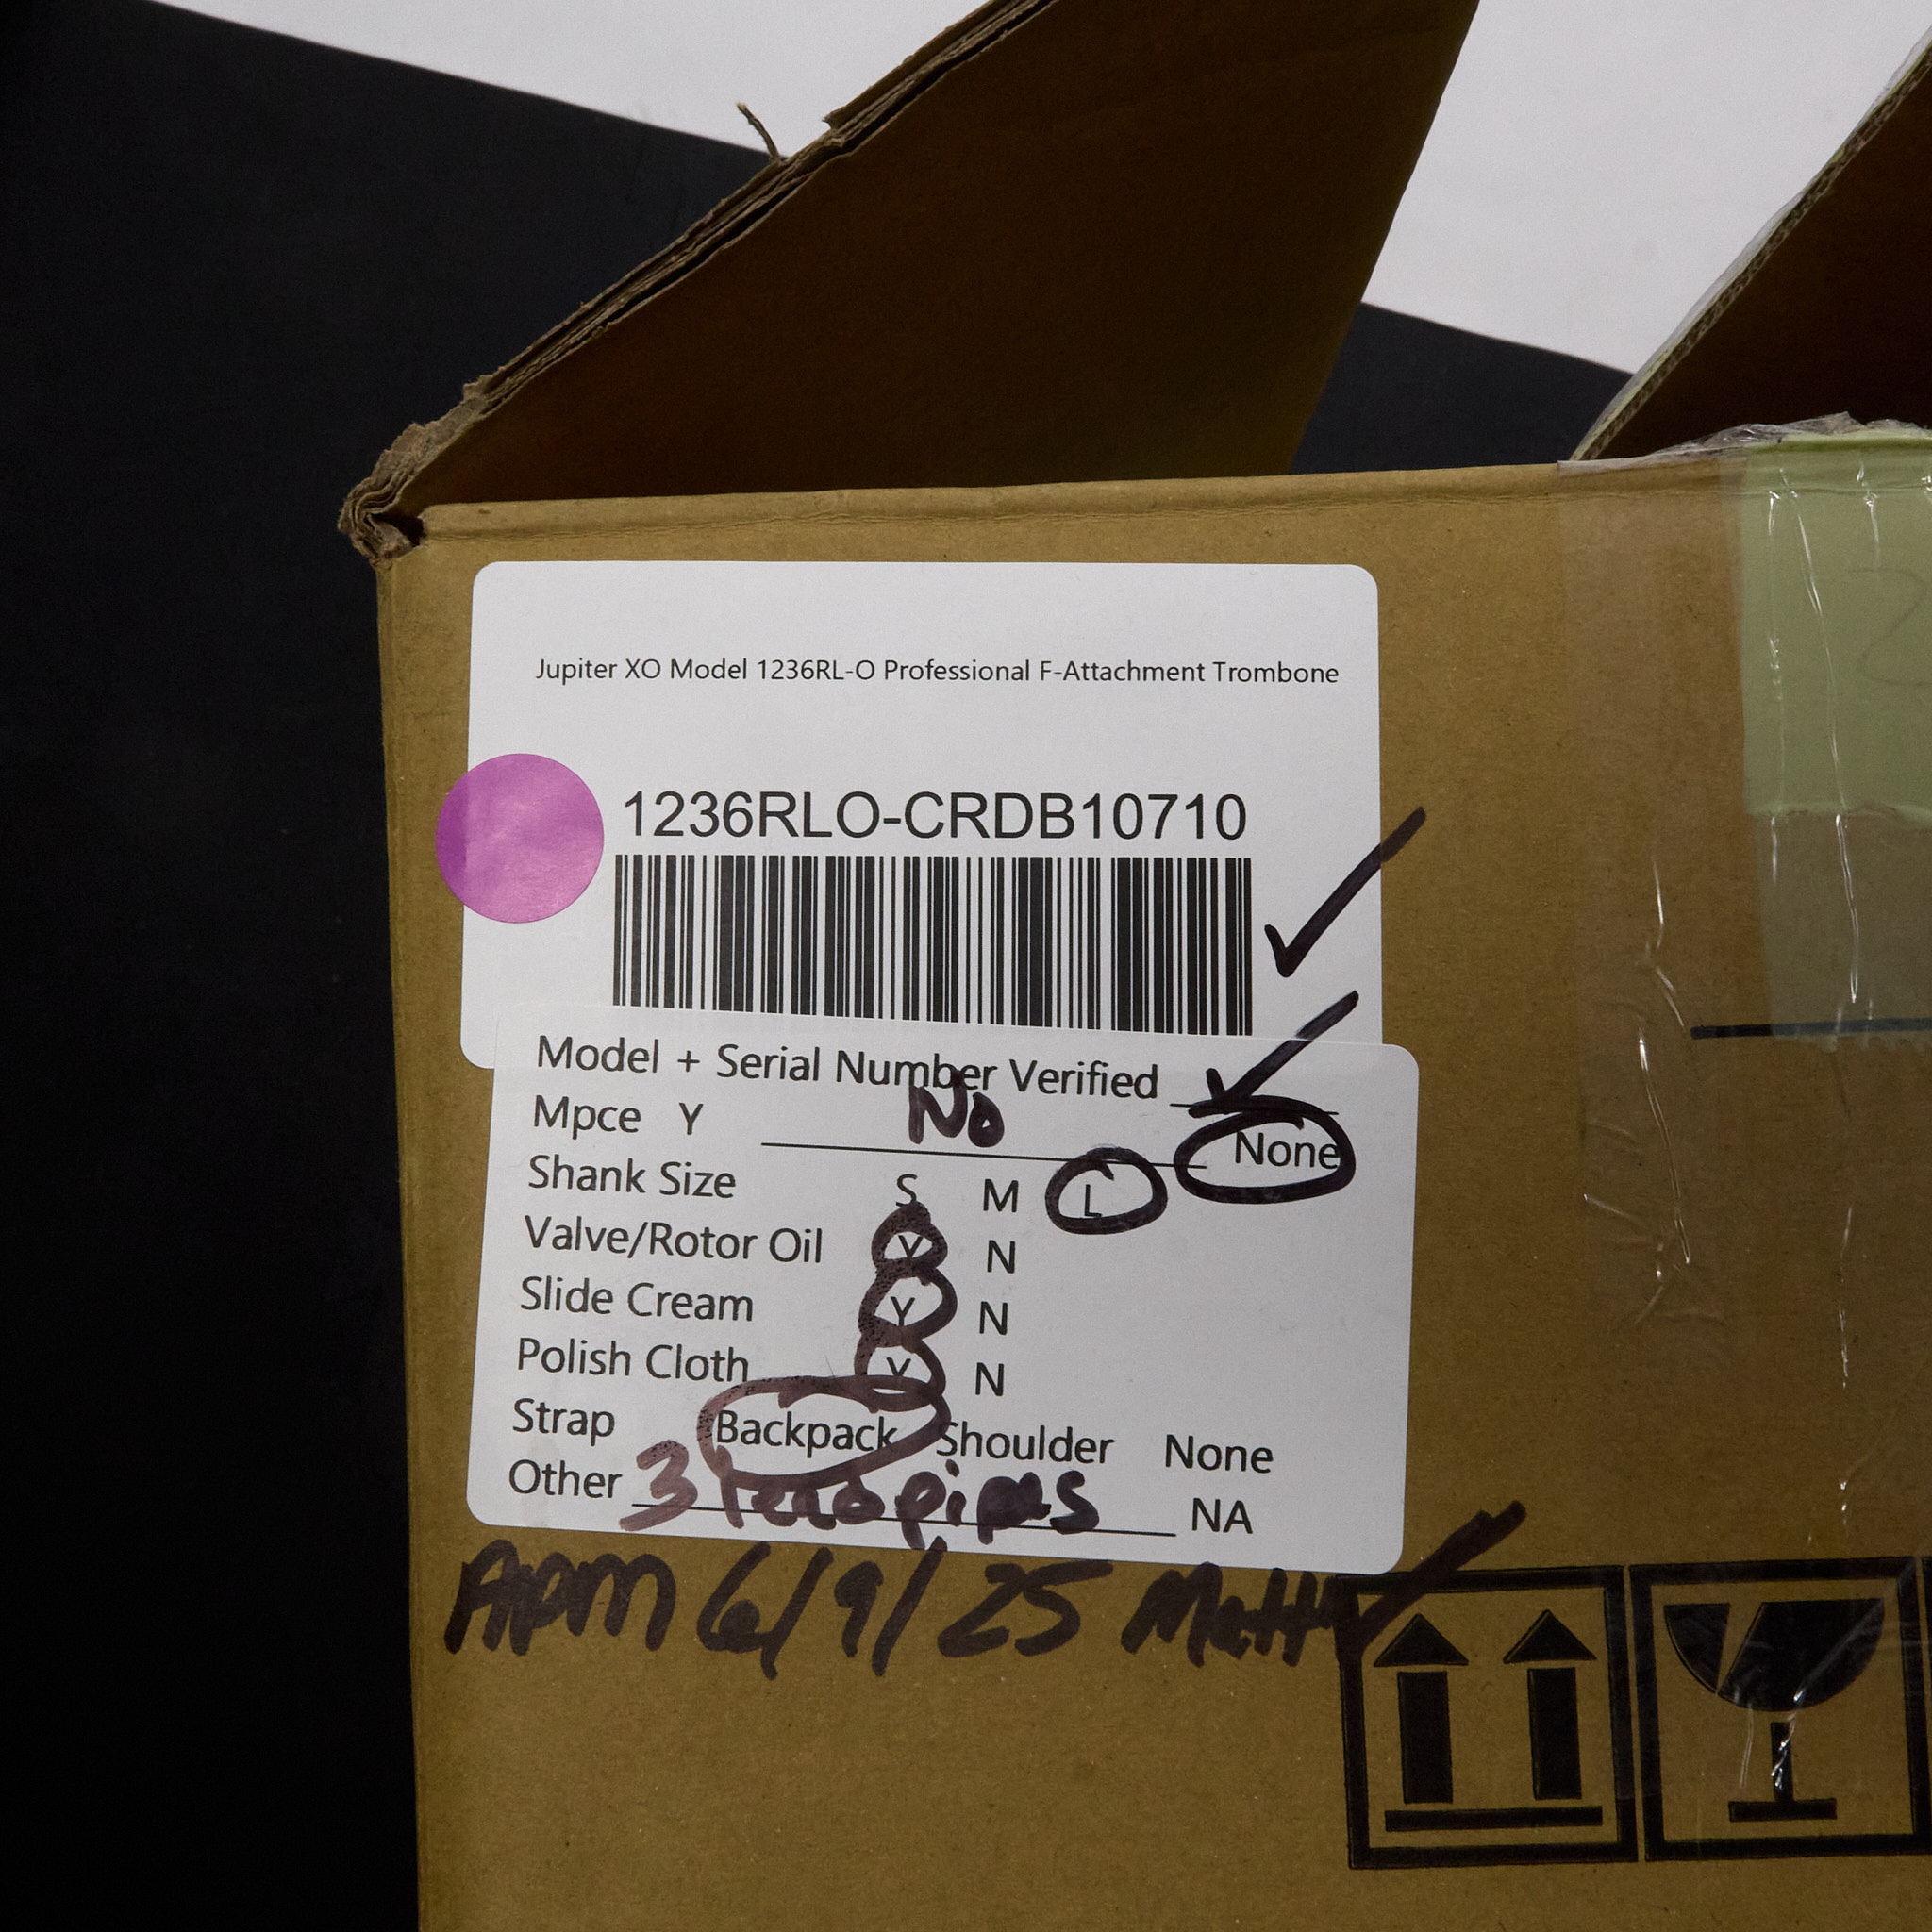 Jupiter XO Model 1236RL-O Professional F-Attachment Trombone
1236RLO-CRDB10710
Model + Serial Number Verified ✓
Mpce Y No None
Shank Size S M L
Valve/Rotor Oil Y N
Slide Cream Y N
Polish Cloth Y N
Strap Backpack Shoulder None
Other 3 NA
6/9/25